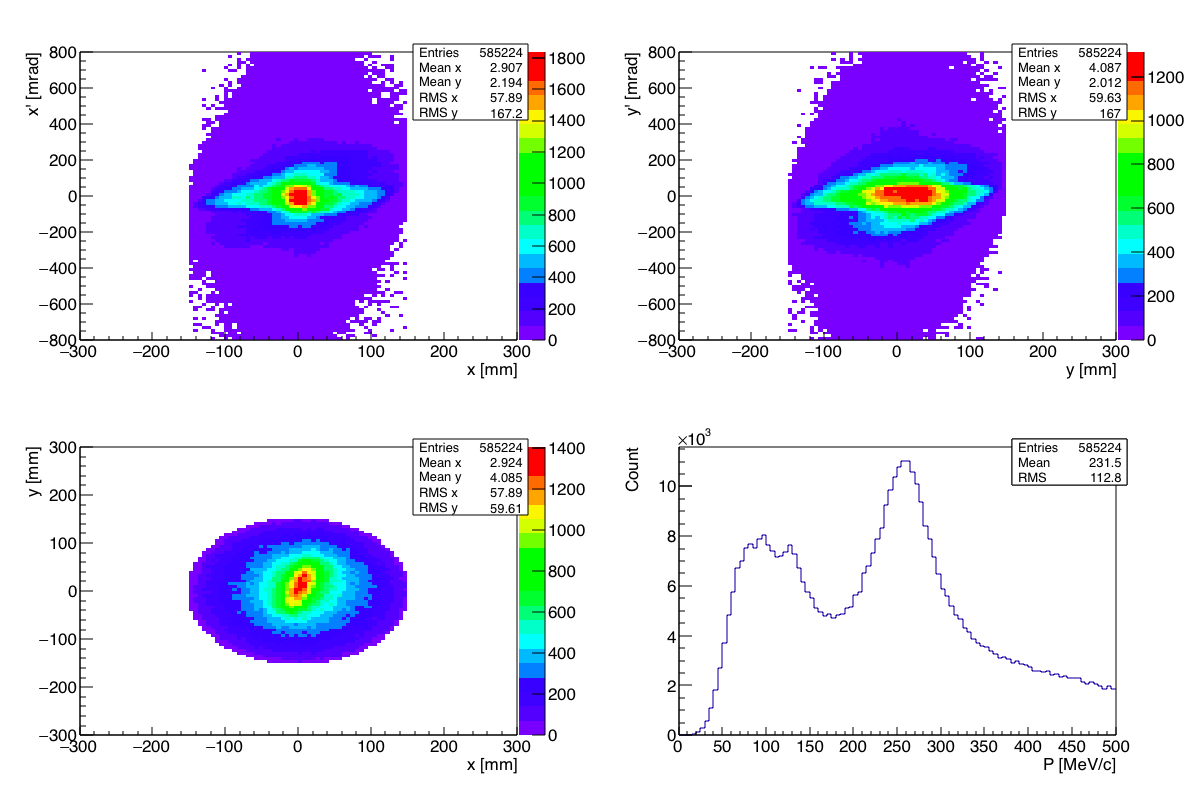 x' [mrad]
800
600
400
200
0
−200
−400
−600
−800
−300 −200 −100 0 100 200 300
x [mm]
Entries 585224
Mean x 2.907
Mean y 2.194
RMS x 57.89
RMS y 167.2
1800
1600
1400
1200
1000
800
600
400
200
0
y' [mrad]
800
600
400
200
0
−200
−400
−600
−800
−300 −200 −100 0 100 200 300
y [mm]
Entries 585224
Mean x 4.087
Mean y 2.012
RMS x 59.63
RMS y 167
1200
1000
800
600
400
200
0
y [mm]
300
200
100
0
−100
−200
−300
−300 −200 −100 0 100 200 300
x [mm]
Entries 585224
Mean x 2.924
Mean y 4.085
RMS x 57.89
RMS y 59.61
1400
1200
1000
800
600
400
200
0
×10³
Count
10
8
6
4
2
0
0 50 100 150 200 250 300 350 400 450 500
P [MeV/c]
Entries 585224
Mean 231.5
RMS 112.8